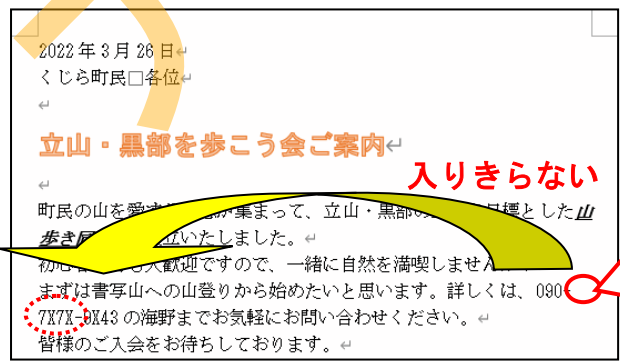 2022年3月26日↵
くじら町民□各位↵
↵
立山・黒部を歩こう会ご案内↵
↵
入りきらない
町民の山を愛 集まって、立山・黒部 標とした山
歩き 立いたしました。↵
初心 大歓迎ですので、一緒に自然を満喫しません
まずは書写山への山登りから始めたいと思います。詳しくは、090
7X7X-9X43の海野までお気軽にお問い合わせください。↵
皆様のご入会をお待ちしております。↵